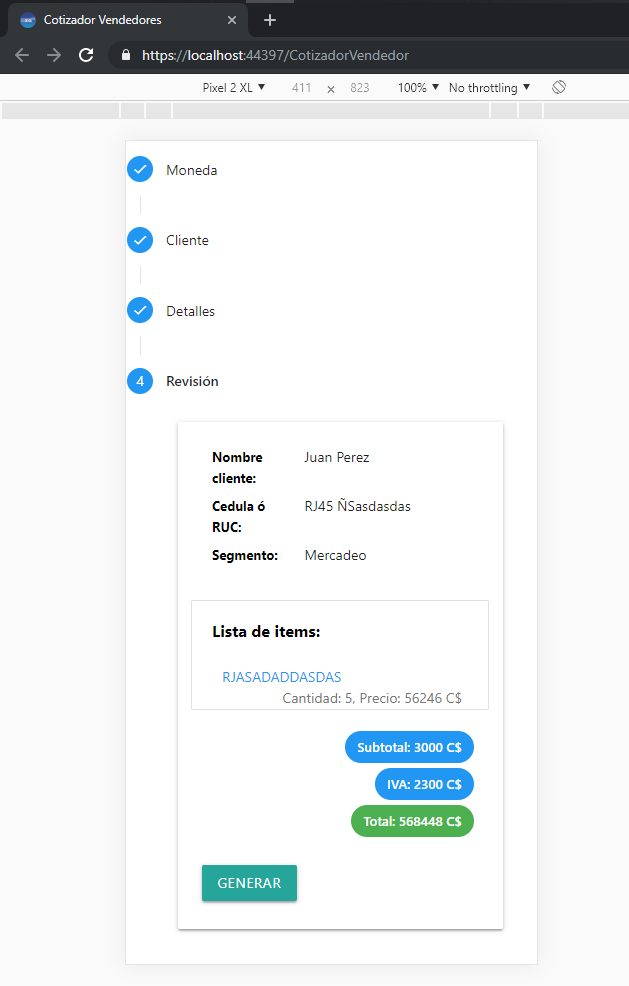 Cotizador Vendedores
https://localhost:44397/CotizadorVendedor
Pixel 2 XL 411 x 823 100% No throttling
Moneda
Cliente
Detalles
4 Revisión
Nombre cliente: Juan Perez
Cedula ó RUC: RJ45 ÑSasdasdas
Segmento: Mercadeo
Lista de items:
RJASADADDASDAS
Cantidad: 5, Precio: 56246 C$
Subtotal: 3000 C$
IVA: 2300 C$
Total: 568448 C$
GENERAR